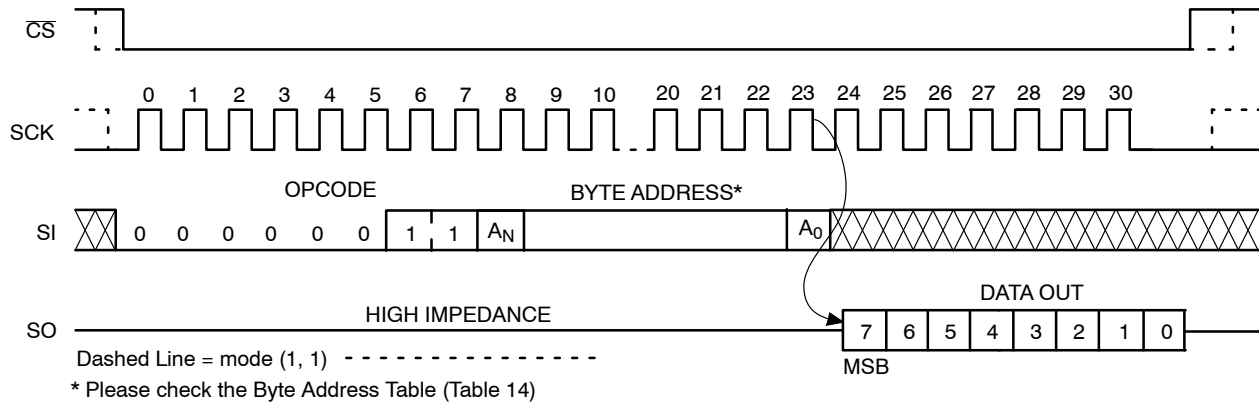 CS
0 1 2 3 4 5 6 7 8 9 10 20 21 22 23 24 25 26 27 28 29 30
SCK
OPCODE BYTE ADDRESS*
SI 0 0 0 0 0 0 1 1 AN A0
DATA OUT
HIGH IMPEDANCE
SO 7 6 5 4 3 2 1 0
Dashed Line = mode (1, 1) - - - - - - - - - - - - - - - -
MSB
* Please check the Byte Address Table (Table 14)